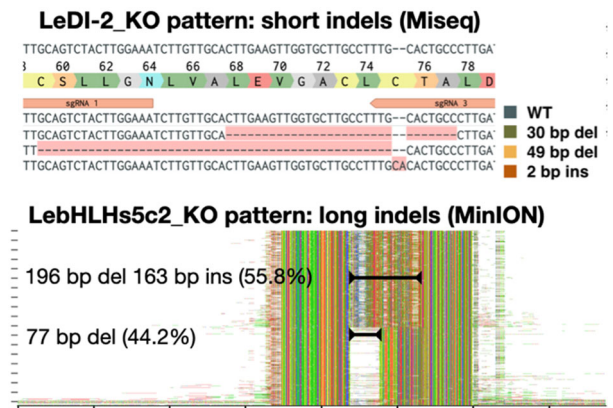 LeDI-2_KO pattern: short indels (Miseq)
TTGCAGTCTACTTGGAAATCTTGTTGCACTTGAAGTTGGTGCTTGCCTTTG--CACTGCCCTTGA
60 62 64 66 68 70 72 74 76 78
C S L L G N L V A L E V G A C L C T A L D
sgRNA 1 sgRNA 3
TTGCAGTCTACTTGGAAATCTTGTTGCACTTGAAGTTGGTGCTTGCCTTTG--CACTGCCCTTGA
TTGCAGTCTACTTGGAAATCTTGTTGCA--------------------------------CTTGA
TT---------------------------------------------------CACTGCCCTTGA
TTGCAGTCTACTTGGAAATCTTGTTGCACTTGAAGTTGGTGCTTGCCTTTGCACACTGCCCTTGA
WT
30 bp del
49 bp del
2 bp ins
LebHLHs5c2_KO pattern: long indels (MinION)
196 bp del 163 bp ins (55.8%)
77 bp del (44.2%)